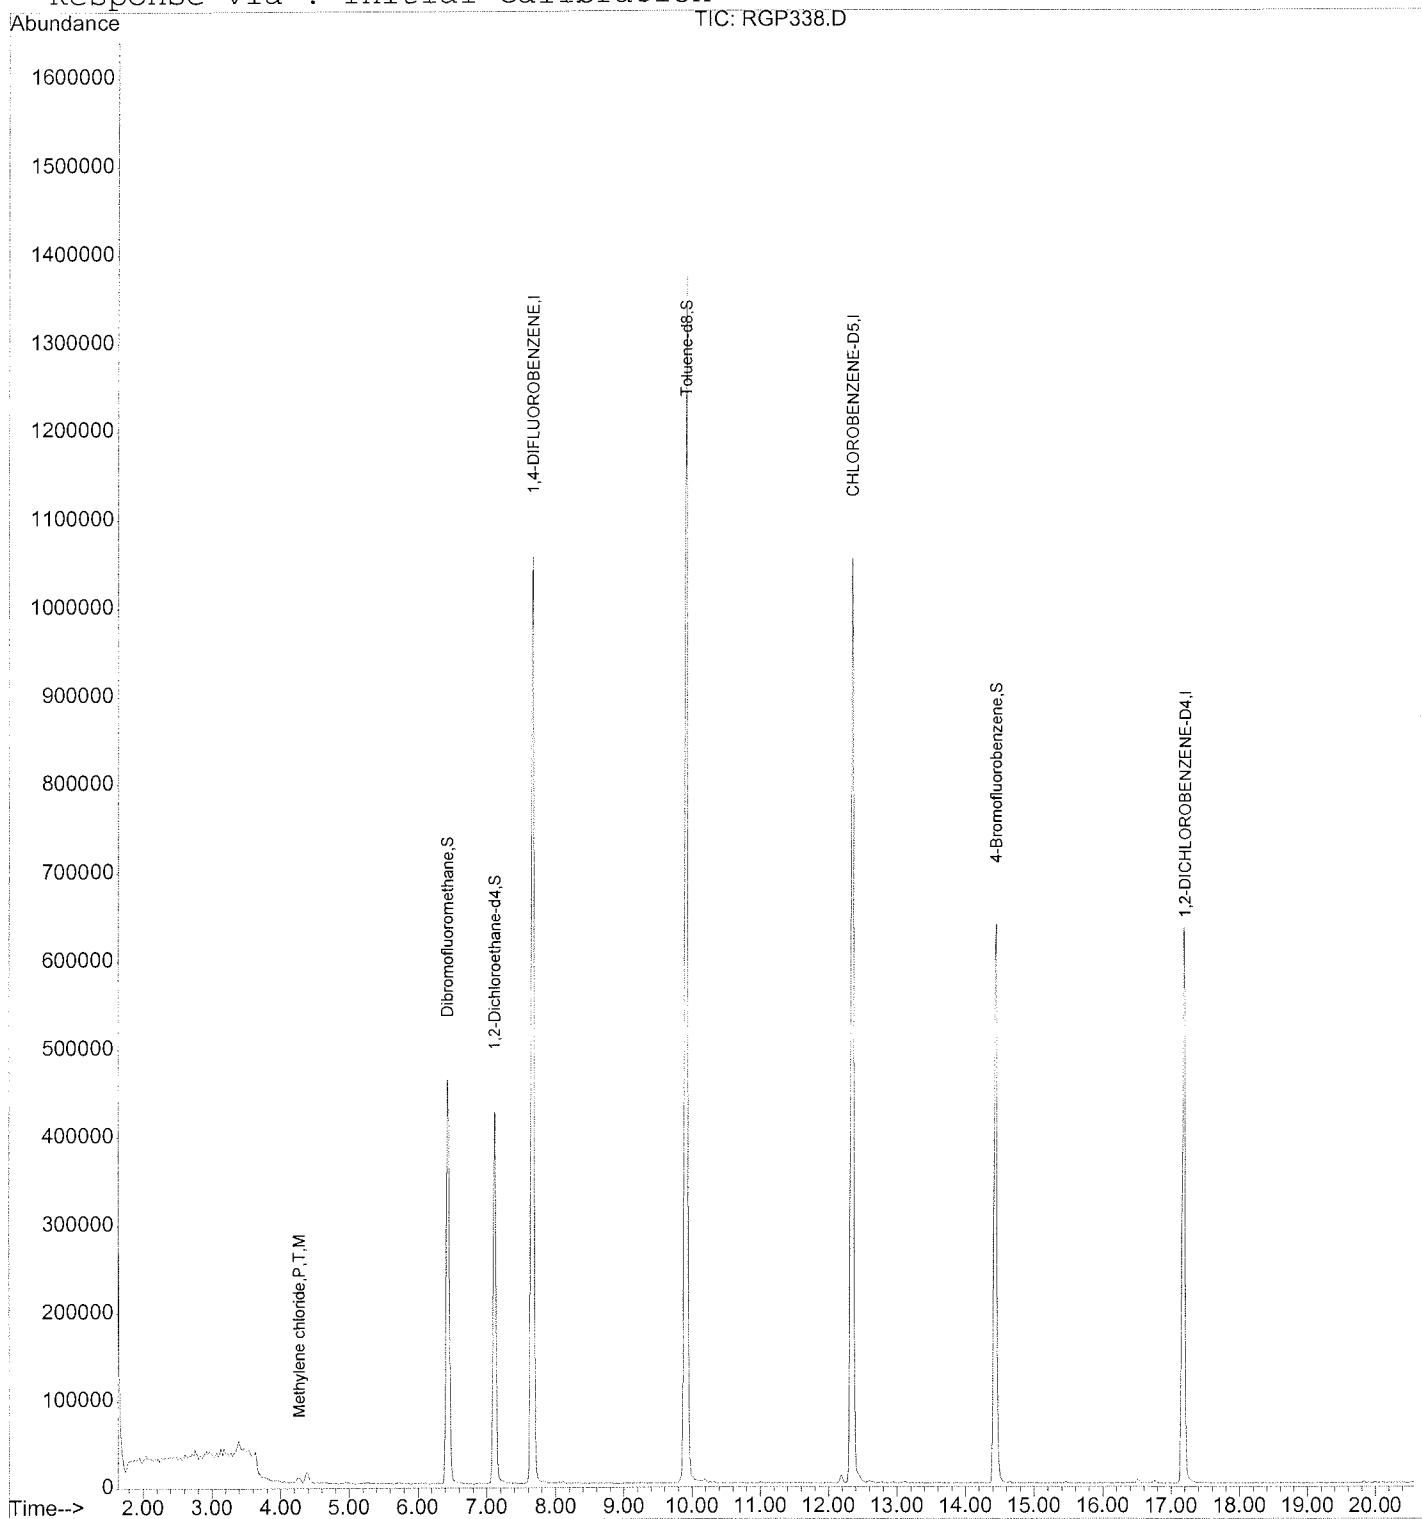 Response via : Initial Calibration
Abundance
TIC: RGP338.D
1600000
1500000
1400000
1300000
1200000
1100000
1000000
900000
800000
700000
600000
500000
400000
300000
200000
100000
0
Methylene chloride,P,T,M
Dibromofluoromethane,S
1,2-Dichloroethane-d4,S
1,4-DIFLUOROBENZENE,I
Toluene-d8,S
CHLOROBENZENE-D5,I
4-Bromofluorobenzene,S
1,2-DICHLOROBENZENE-D4,I
Time--> 2.00 3.00 4.00 5.00 6.00 7.00 8.00 9.00 10.00 11.00 12.00 13.00 14.00 15.00 16.00 17.00 18.00 19.00 20.00